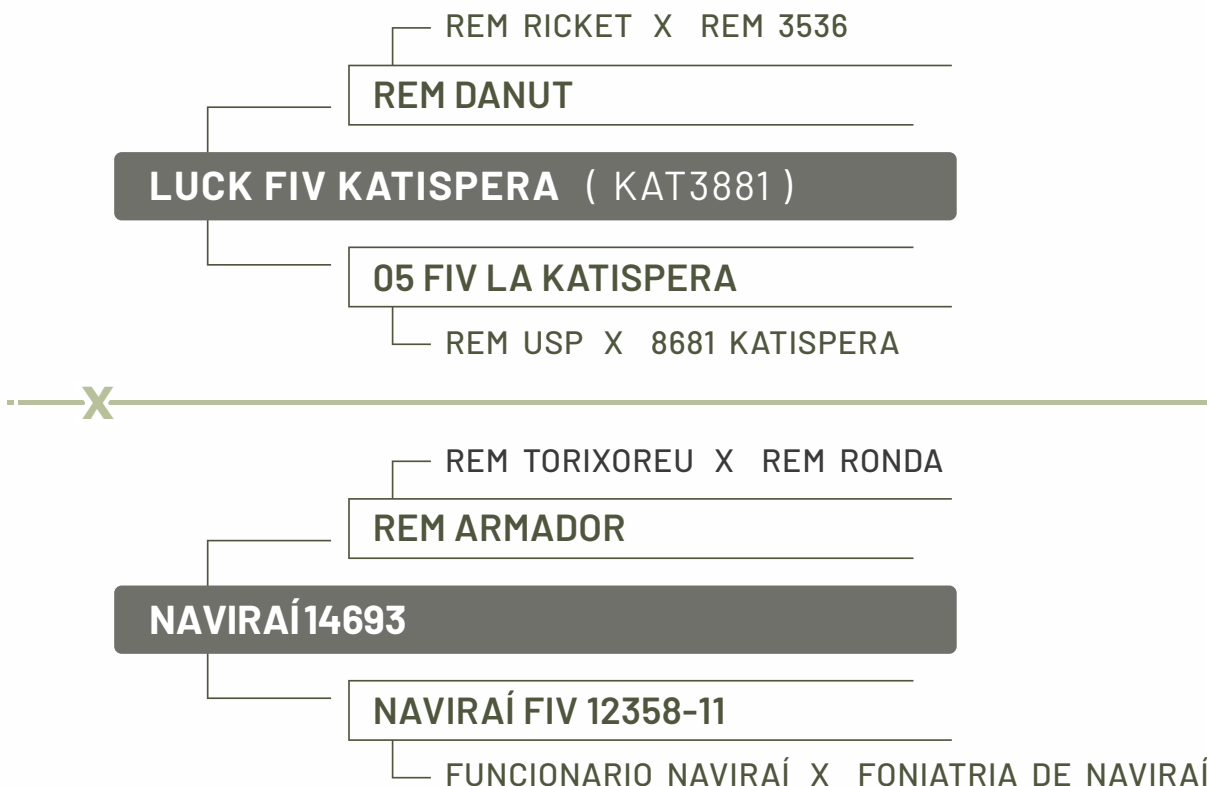 REM RICKET X REM 3536
REM DANUT
LUCK FIV KATISPERA ( KAT3881 )
05 FIV LA KATISPERA
REM USP X 8681 KATISPERA
X
REM TORIXOREU X REM RONDA
REM ARMADOR
NAVIRAÍ 14693
NAVIRAÍ FIV 12358-11
FUNCIONARIO NAVIRAÍ X FONIATRIA DE NAVIRAÍ